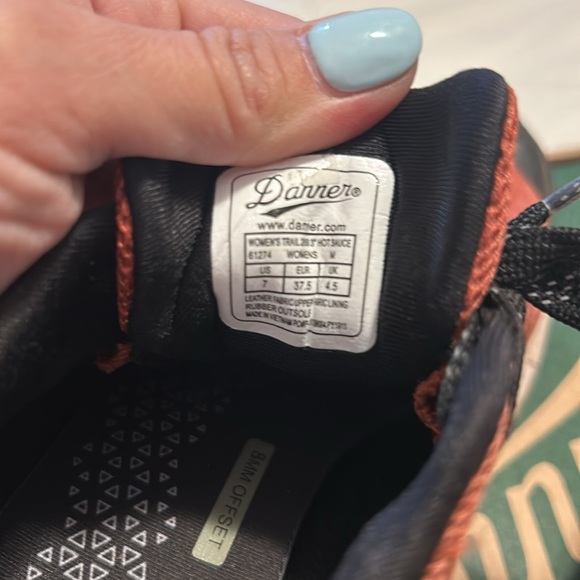 Danner®
www.danner.com
WOMEN'S TRAIL 2650 3" HOT SAUCE
61274 WOMENS M
US EUR UK
7 37.5 4.5
LEATHER FABRIC UPPER FABRIC LINING
RUBBER OUTSOLE
MADE IN VIETNAM
8MM OFFSET